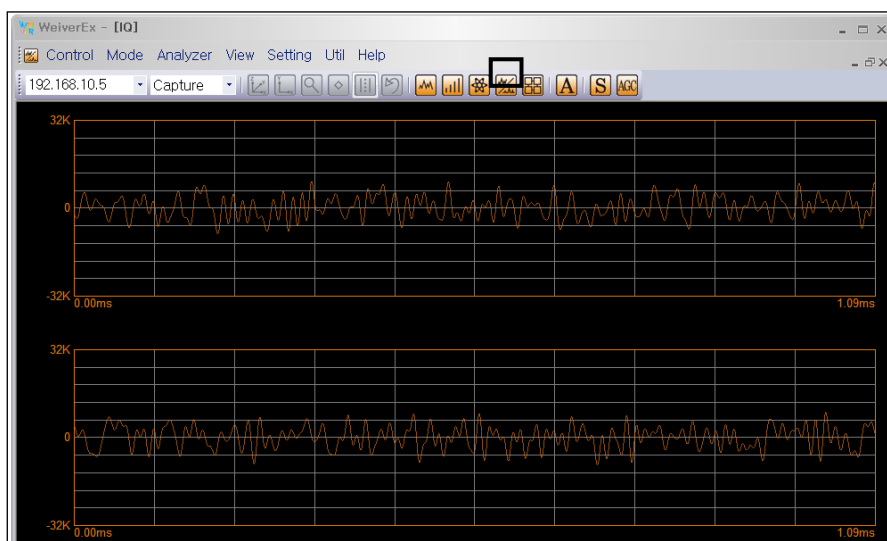 WeiverEx - [IQ]
Control Mode Analyzer View Setting Util Help
192.168.10.5 Capture A S AGC
32K
0
-32K
0.00ms 1.09ms
32K
0
-32K
0.00ms 1.09ms